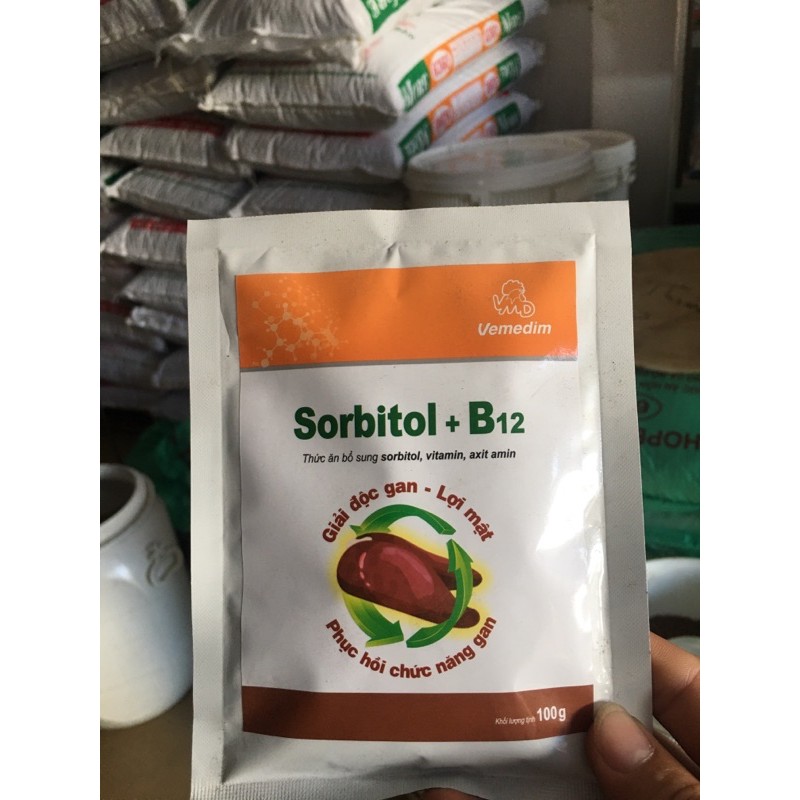 VMD
Vemedim
Sorbitol + B12
Thức ăn bổ sung sorbitol, vitamin, axit amin
Giải độc gan - Lợi mật
Phục hồi chức năng gan
Khối lượng tịnh 100g